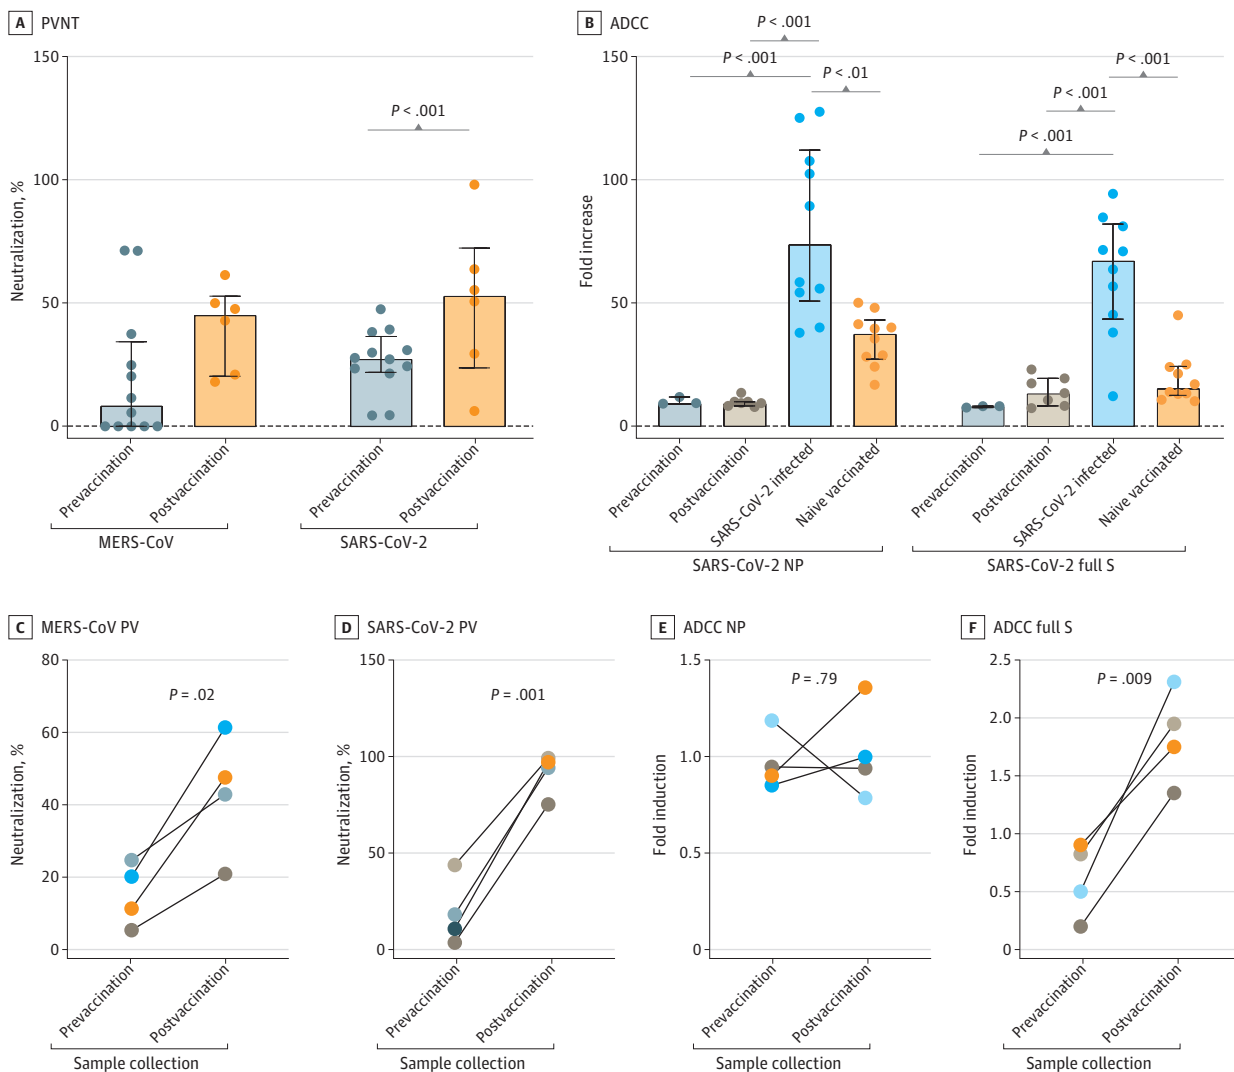 A PVNT
150
100
50
0
Neutralization, %
P < .001
Prevaccination
Postvaccination
Prevaccination
Postvaccination
MERS-CoV
SARS-CoV-2
B ADCC
150
100
50
0
Fold increase
P < .001
P < .001
P < .01
P < .001
P < .001
P < .001
Prevaccination
Postvaccination
SARS-CoV-2 infected
Naive vaccinated
Prevaccination
Postvaccination
SARS-CoV-2 infected
Naive vaccinated
SARS-CoV-2 NP
SARS-CoV-2 full S
C MERS-CoV PV
80
60
40
20
0
Neutralization, %
P = .02
Prevaccination
Postvaccination
Sample collection
D SARS-CoV-2 PV
150
100
50
0
Neutralization, %
P = .001
Prevaccination
Postvaccination
Sample collection
E ADCC NP
1.5
1.0
0.5
0
Fold induction
P = .79
Prevaccination
Postvaccination
Sample collection
F ADCC full S
2.5
2.0
1.5
1.0
0.5
0
Fold induction
P = .009
Prevaccination
Postvaccination
Sample collection